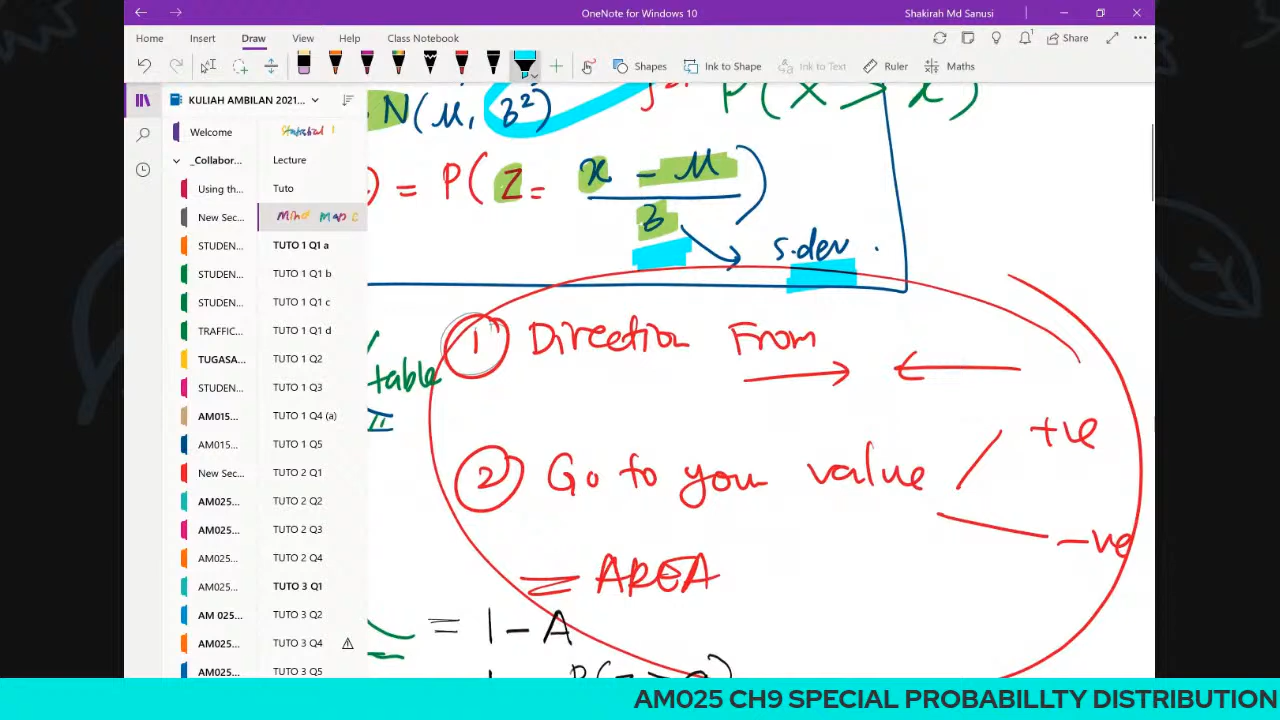 OneNote for Windows 10
Shakirah Md Sanusi
Home Insert Draw View Help Class Notebook
Share
Shapes Ink to Shape Ink to Text Ruler Maths
KULIAH AMBILAN 2021...
Welcome
_Collabor...
Using th...
New Sec...
STUDEN...
STUDEN...
STUDEN...
TRAFFIC...
TUGASA...
STUDEN...
AM015...
AM015...
New Sec...
AM025...
AM025...
AM025...
AM025...
AM 025...
AM025...
AM025...
Lecture
Tuto
Mind Map
TUTO 1 Q1 a
TUTO 1 Q1 b
TUTO 1 Q1 c
TUTO 1 Q1 d
TUTO 1 Q2
TUTO 1 Q3
TUTO 1 Q4 (a)
TUTO 1 Q5
TUTO 2 Q1
TUTO 2 Q2
TUTO 2 Q3
TUTO 2 Q4
TUTO 3 Q1
TUTO 3 Q2
TUTO 3 Q4
TUTO 3 Q5
N(μ, σ²)
P(X > x)
) = P(Z = x - μ
σ
)
s.dev
table
II
① Direction From → ←
② Go to your value +ve
-ve
= AREA
= 1 - A
AM025 CH9 SPECIAL PROBABILLTY DISTRIBUTION